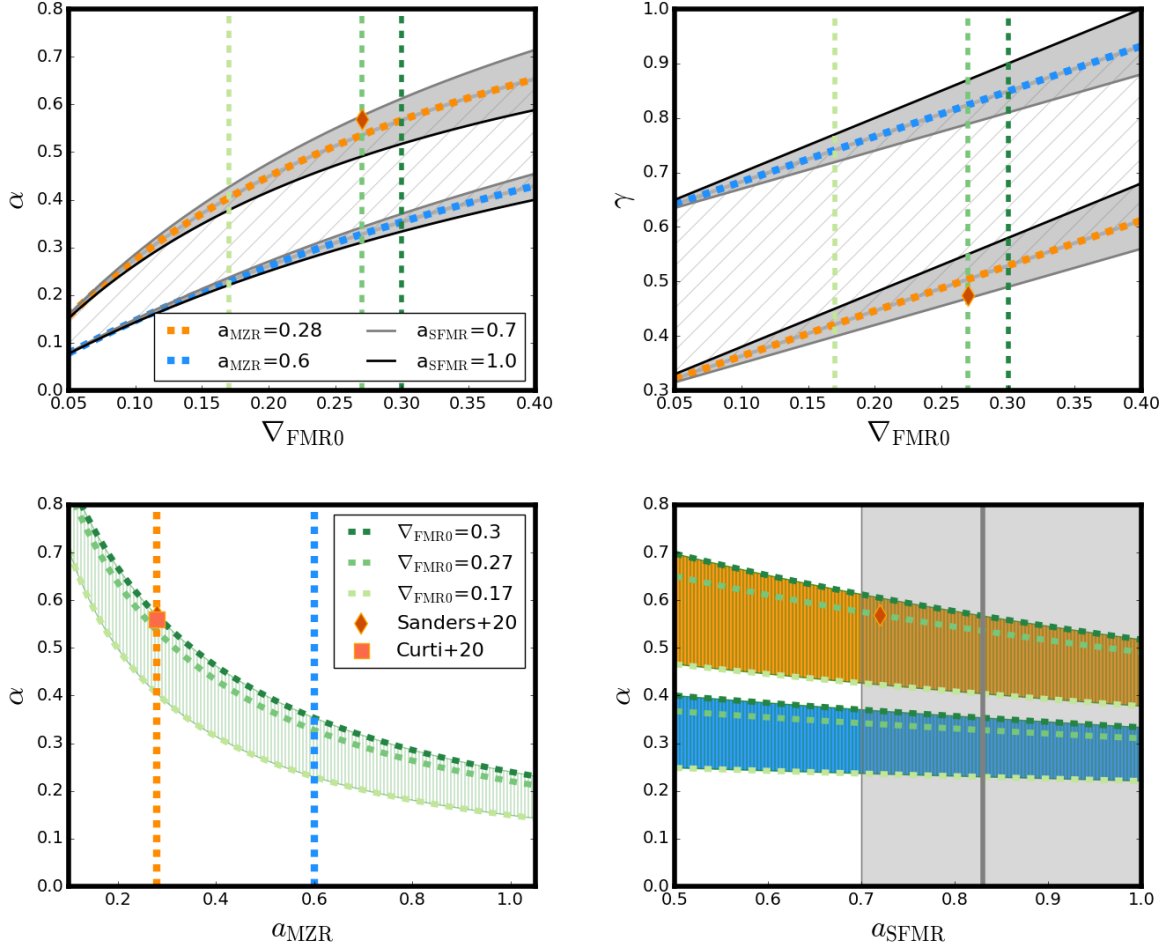 0.8
0.7
0.6
0.5
0.4
0.3
0.2
0.1
0.0
α
a_MZR=0.28
a_MZR=0.6
a_SFMR=0.7
a_SFMR=1.0
0.05 0.10 0.15 0.20 0.25 0.30 0.35 0.40
∇_FMR0
1.0
0.9
0.8
0.7
0.6
0.5
0.4
0.3
γ
0.05 0.10 0.15 0.20 0.25 0.30 0.35 0.40
∇_FMR0
0.8
0.7
0.6
0.5
0.4
0.3
0.2
0.1
0.0
α
∇_FMR0=0.3
∇_FMR0=0.27
∇_FMR0=0.17
Sanders+20
Curti+20
0.2 0.4 0.6 0.8 1.0
a_MZR
0.8
0.7
0.6
0.5
0.4
0.3
0.2
0.1
0.0
α
0.5 0.6 0.7 0.8 0.9 1.0
a_SFMR